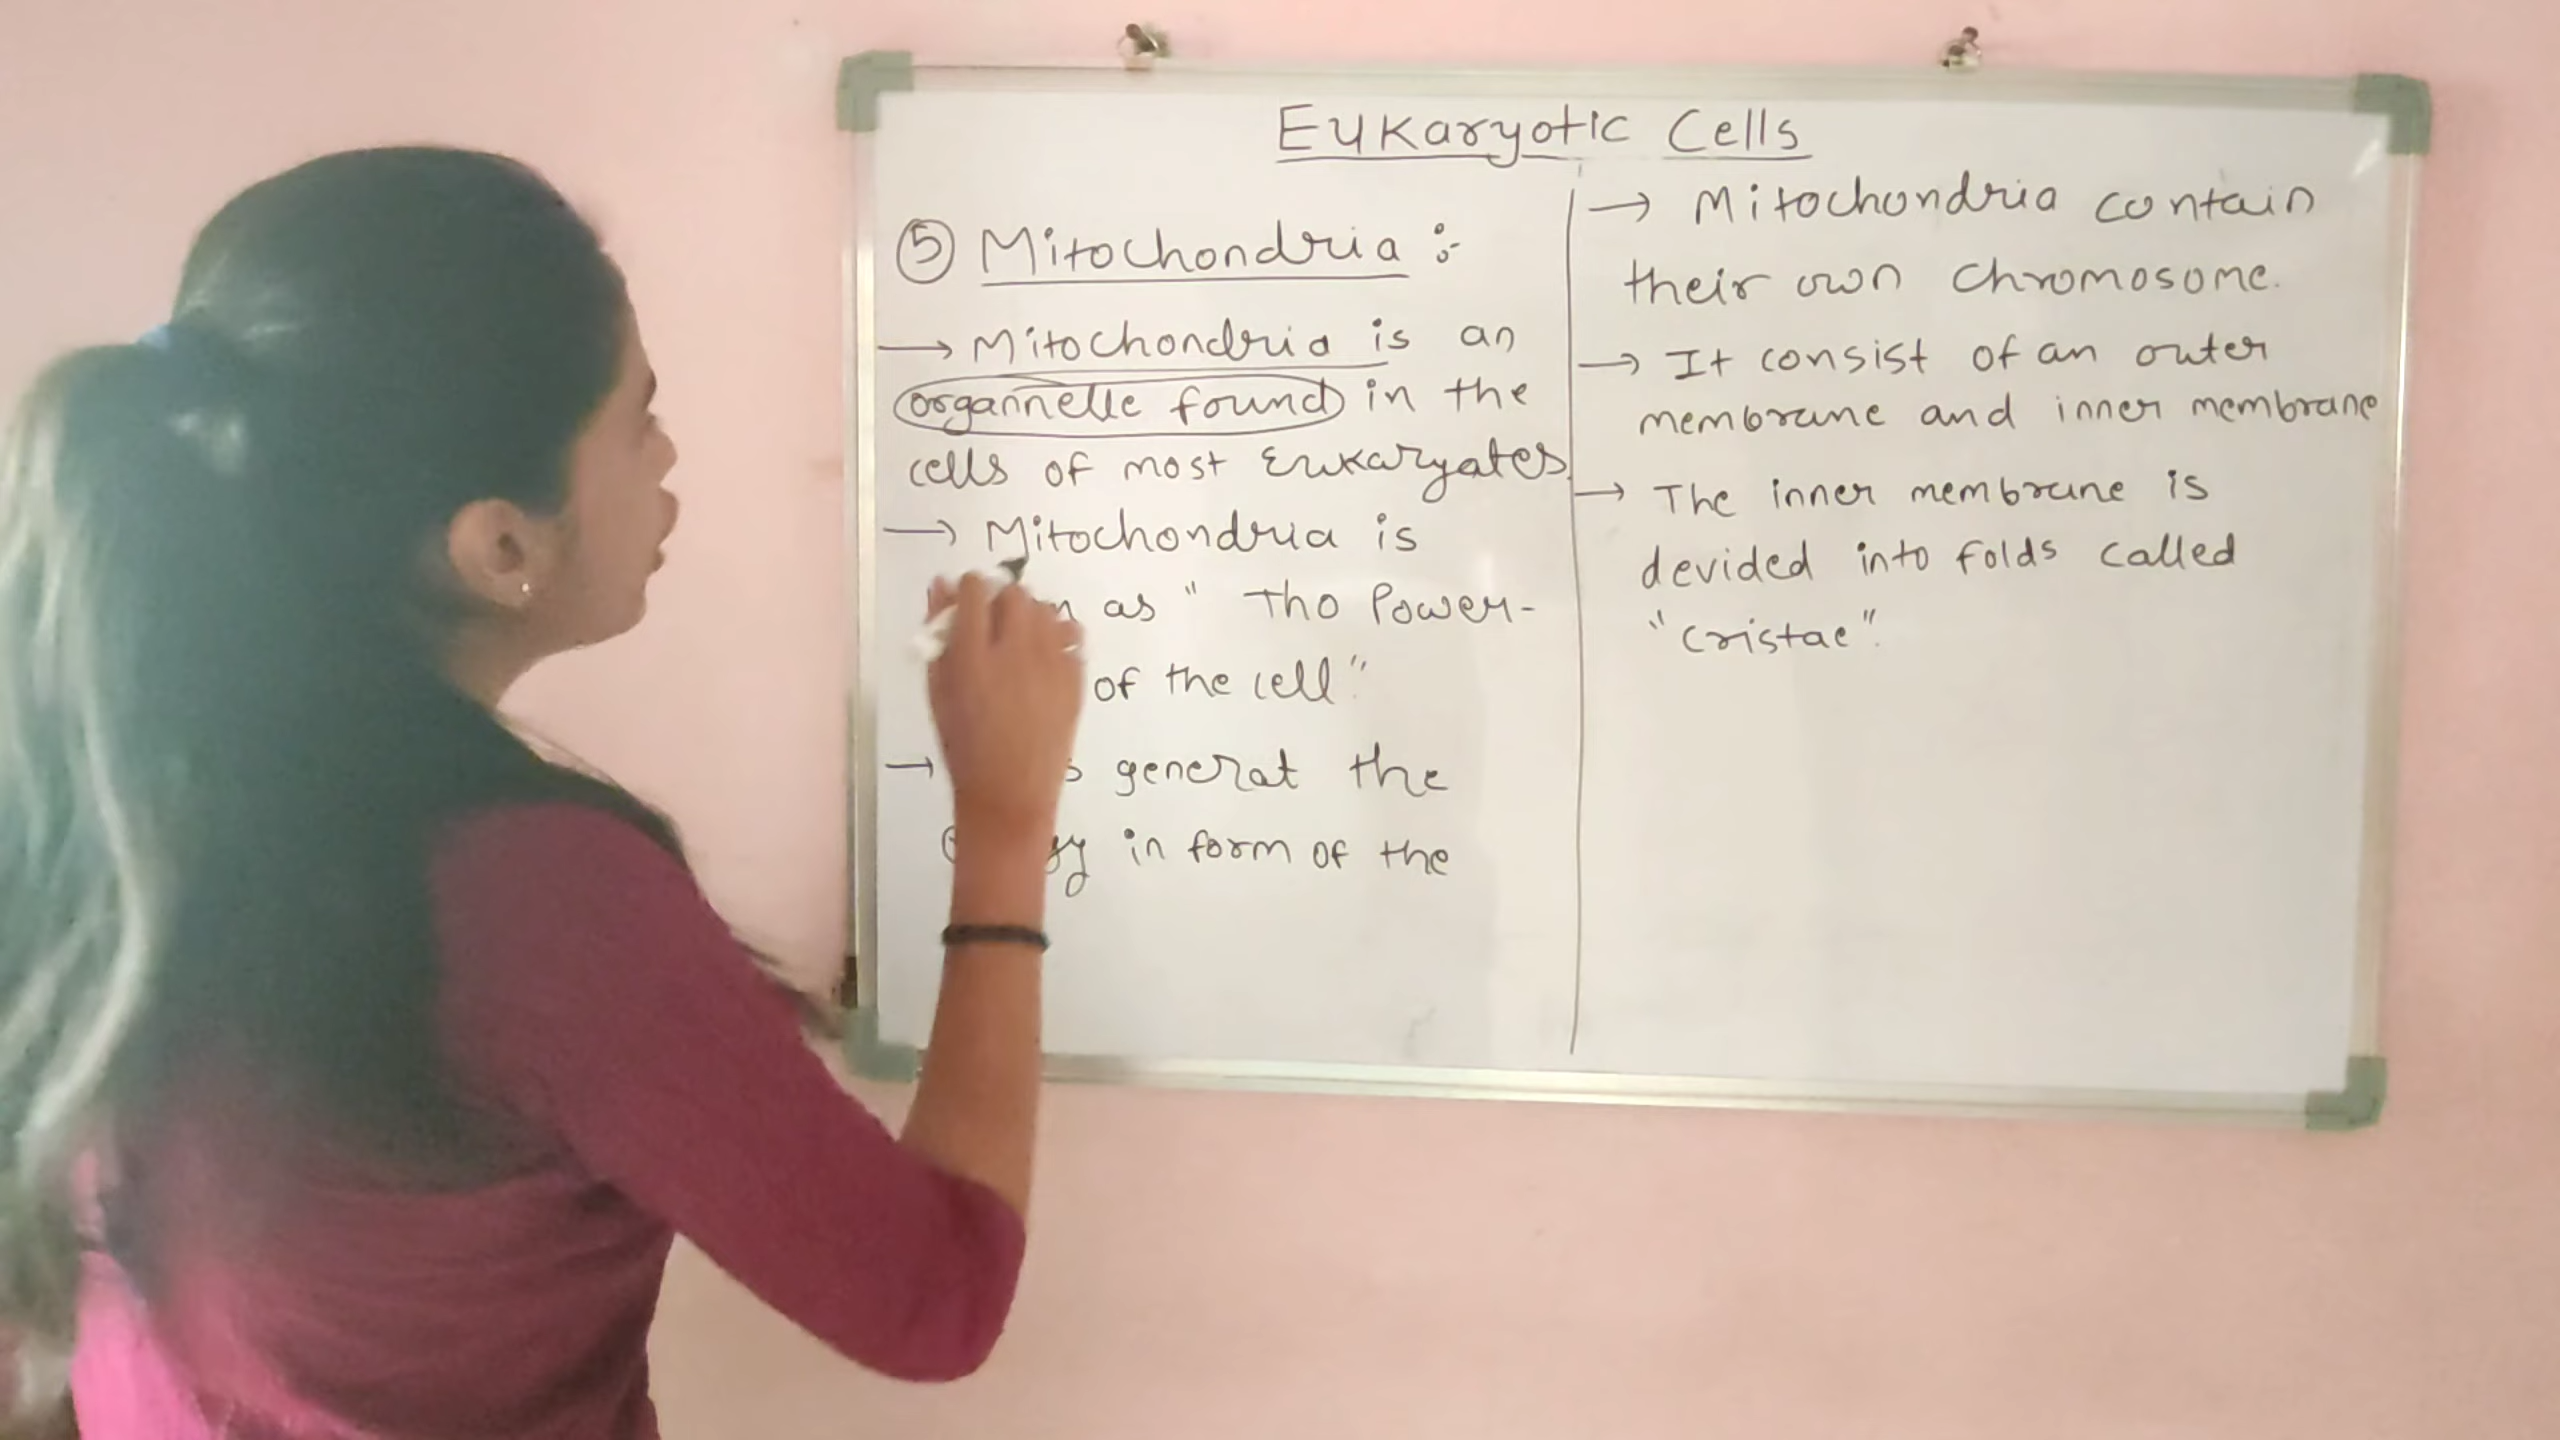 Eukaryotic Cells
⑤ Mitochondria :-
→ Mitochondria is an
organnelle found in the
cells of most Eukaryates.
→ Mitochondria is
as " Tho Power-
of the cell"
→ generat the
in form of the
→ Mitochondria contain
their own chromosome.
→ It consist of an outer
membrane and inner membrane
→ The inner membrane is
devided into folds called
"cristae".